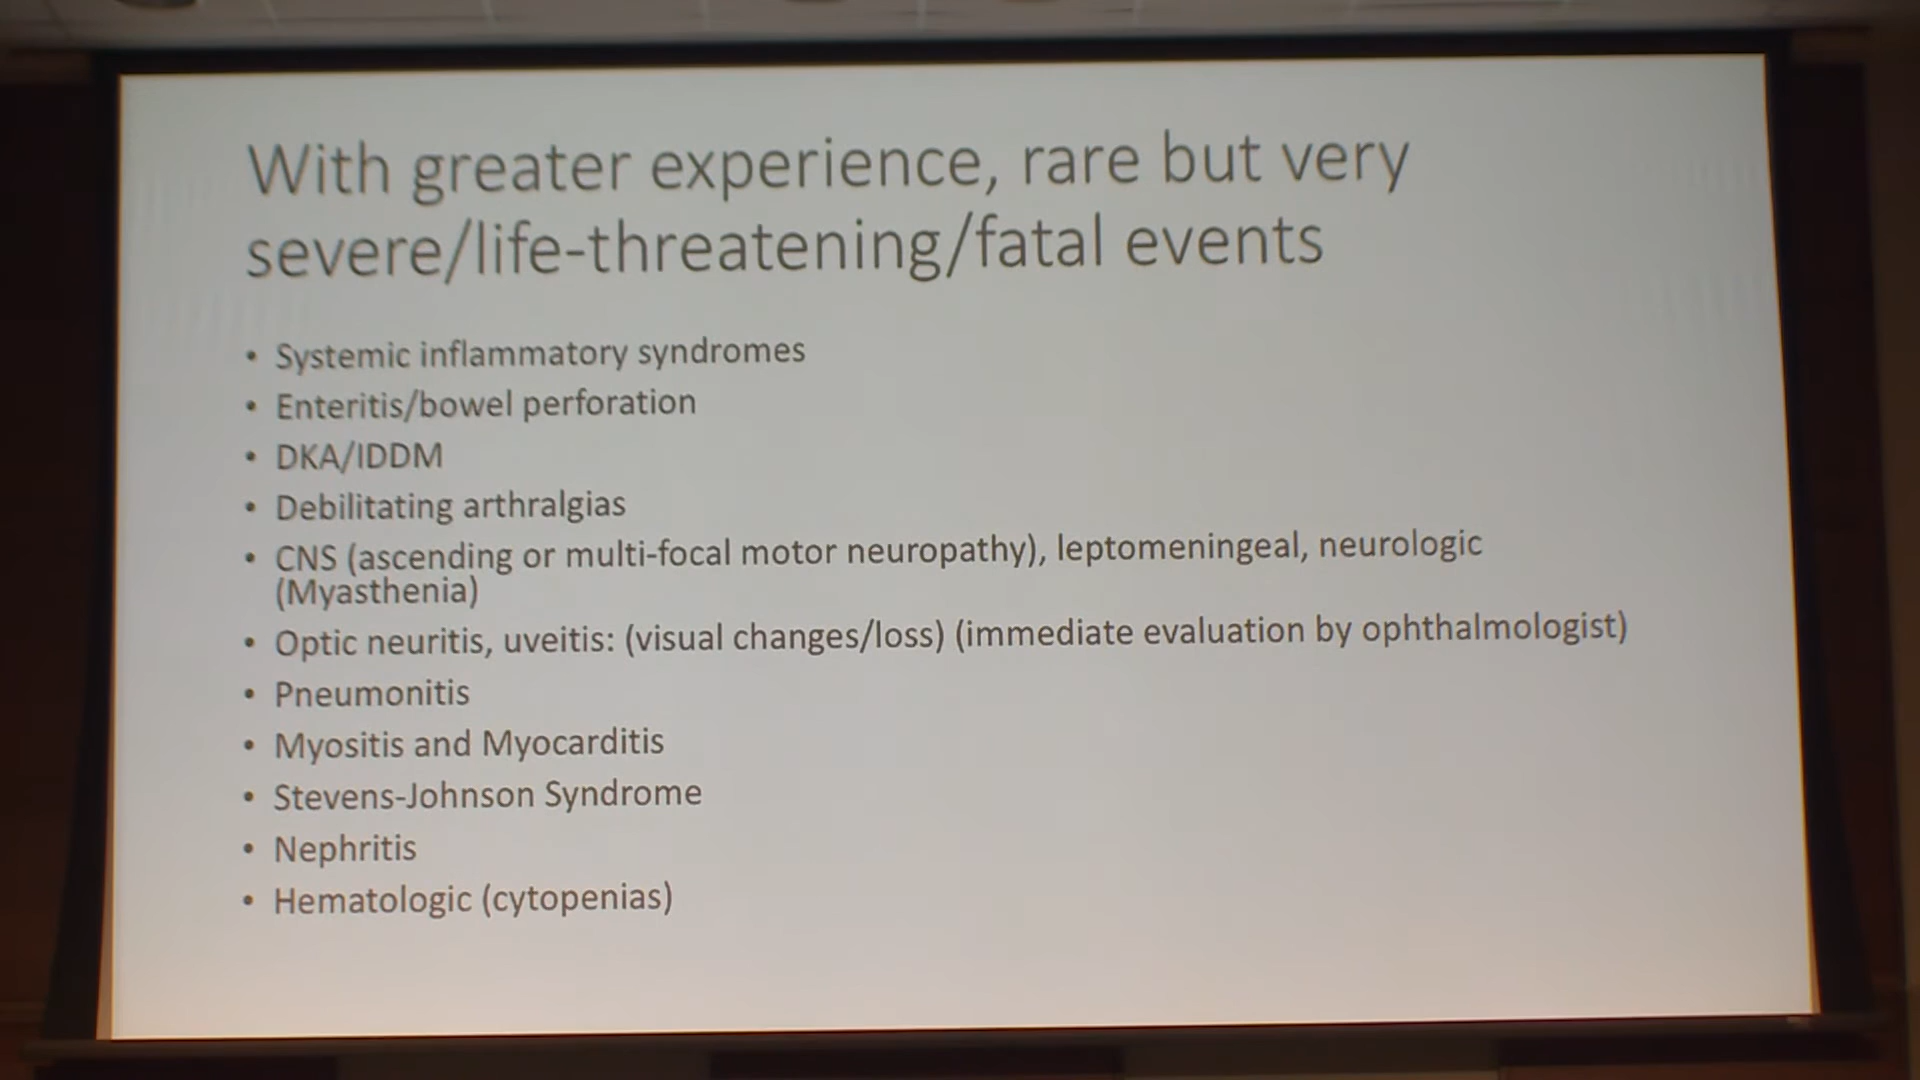 With greater experience, rare but very
severe/life-threatening/fatal events
• Systemic inflammatory syndromes
• Enteritis/bowel perforation
• DKA/IDDM
• Debilitating arthralgias
• CNS (ascending or multi-focal motor neuropathy), leptomeningeal, neurologic
(Myasthenia)
• Optic neuritis, uveitis: (visual changes/loss) (immediate evaluation by ophthalmologist)
• Pneumonitis
• Myositis and Myocarditis
• Stevens-Johnson Syndrome
• Nephritis
• Hematologic (cytopenias)